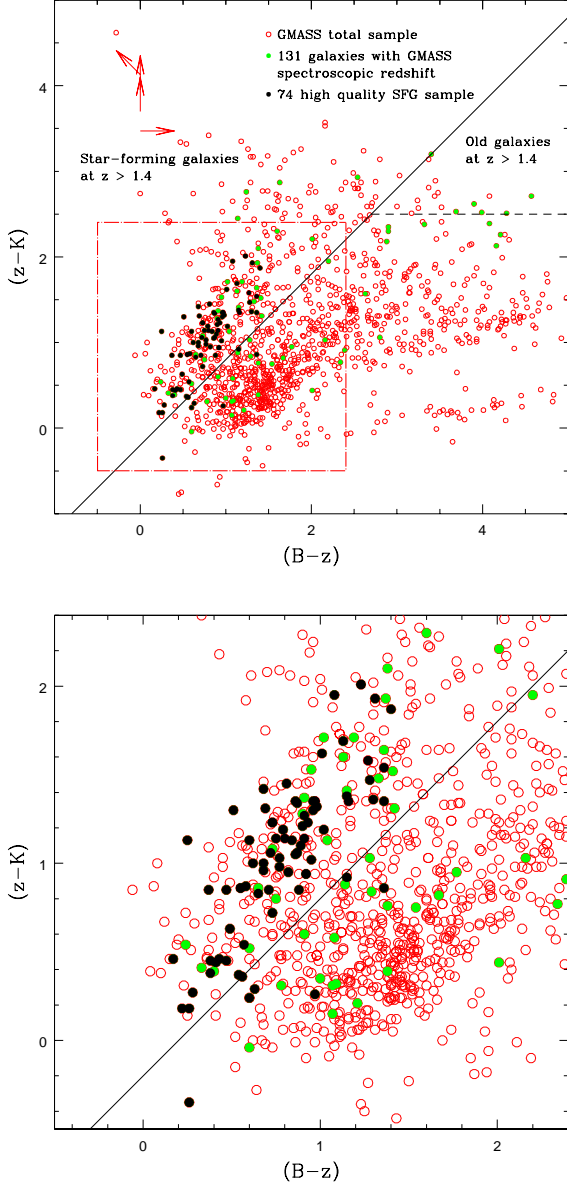 GMASS total sample
131 galaxies with GMASS
spectroscopic redshift
74 high quality SFG sample
Star-forming galaxies
at z > 1.4
Old galaxies
at z > 1.4
4
2
0
(z-K)
0
2
4
(B-z)
2
1
0
(z-K)
0
1
2
(B-z)